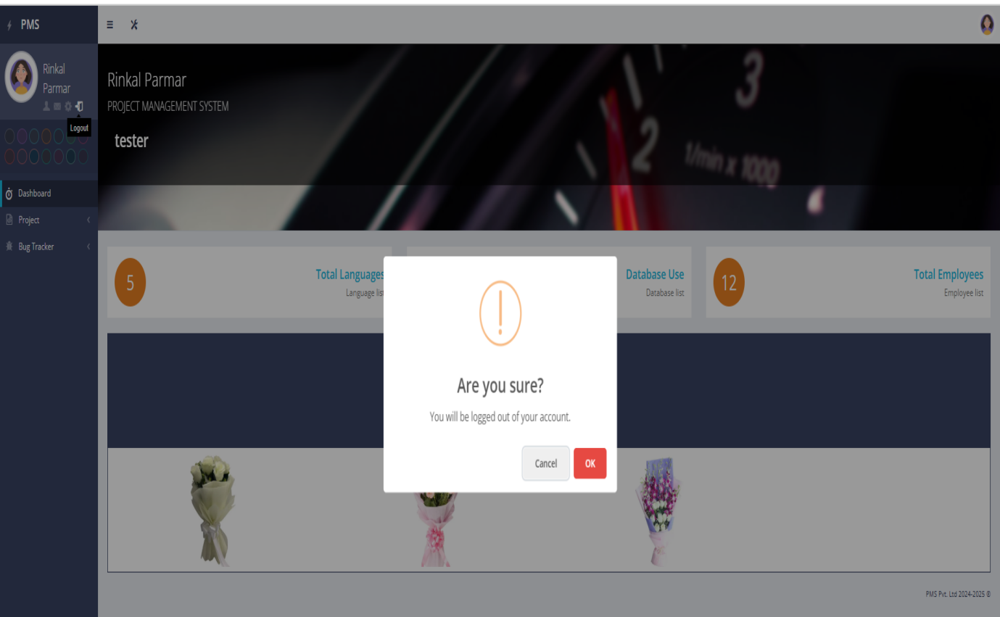 PMS
Rinkal
Parmar
Logout
Dashboard
Project
Bug Tracker
Rinkal Parmar
PROJECT MANAGEMENT SYSTEM
tester
3
2
1/min x 1000
5
Total Languages
Language list
Database Use
Database list
12
Total Employees
Employee list
Are you sure?
You will be logged out of your account.
Cancel
OK
PMS Pvt. Ltd 2024-2025 ©